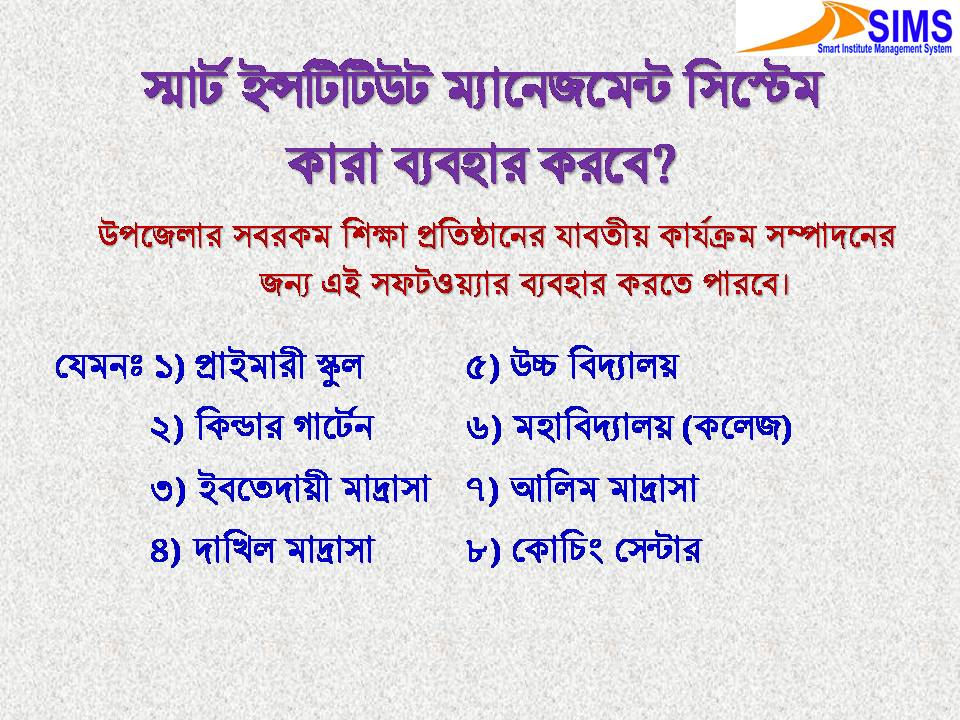 SIMS
Smart Institute Management System
স্মার্ট ইন্সটিটিউট ম্যানেজমেন্ট সিস্টেম
কারা ব্যবহার করবে?
উপজেলার সবরকম শিক্ষা প্রতিষ্ঠানের যাবতীয় কার্যক্রম সম্পাদনের
জন্য এই সফটওয়্যার ব্যবহার করতে পারবে।
যেমনঃ ১) প্রাইমারী স্কুল
২) কিন্ডার গার্টেন
৩) ইবতেদায়ী মাদ্রাসা
৪) দাখিল মাদ্রাসা
৫) উচ্চ বিদ্যালয়
৬) মহাবিদ্যালয় (কলেজ)
৭) আলিম মাদ্রাসা
৮) কোচিং সেন্টার